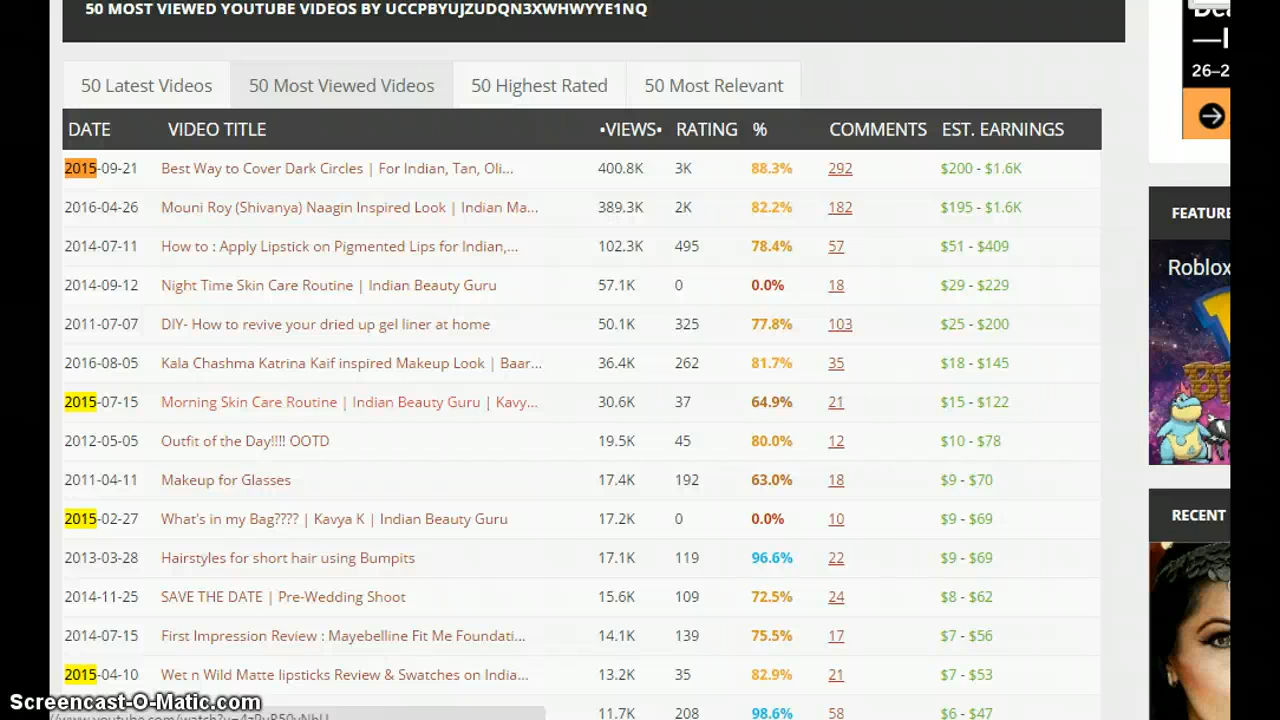 50 MOST VIEWED YOUTUBE VIDEOS BY UCCPBYUJZUDQN3XWHWYYE1NQ
50 Latest Videos 50 Most Viewed Videos 50 Highest Rated 50 Most Relevant
DATE VIDEO TITLE •VIEWS• RATING % COMMENTS EST. EARNINGS
2015-09-21 Best Way to Cover Dark Circles | For Indian, Tan, Oli... 400.8K 3K 88.3% 292 $200 - $1.6K
2016-04-26 Mouni Roy (Shivanya) Naagin Inspired Look | Indian Ma... 389.3K 2K 82.2% 182 $195 - $1.6K
2014-07-11 How to : Apply Lipstick on Pigmented Lips for Indian,... 102.3K 495 78.4% 57 $51 - $409
2014-09-12 Night Time Skin Care Routine | Indian Beauty Guru 57.1K 0 0.0% 18 $29 - $229
2011-07-07 DIY- How to revive your dried up gel liner at home 50.1K 325 77.8% 103 $25 - $200
2016-08-05 Kala Chashma Katrina Kaif inspired Makeup Look | Baar... 36.4K 262 81.7% 35 $18 - $145
2015-07-15 Morning Skin Care Routine | Indian Beauty Guru | Kavy... 30.6K 37 64.9% 21 $15 - $122
2012-05-05 Outfit of the Day!!!! OOTD 19.5K 45 80.0% 12 $10 - $78
2011-04-11 Makeup for Glasses 17.4K 192 63.0% 18 $9 - $70
2015-02-27 What's in my Bag???? | Kavya K | Indian Beauty Guru 17.2K 0 0.0% 10 $9 - $69
2013-03-28 Hairstyles for short hair using Bumpits 17.1K 119 96.6% 22 $9 - $69
2014-11-25 SAVE THE DATE | Pre-Wedding Shoot 15.6K 109 72.5% 24 $8 - $62
2014-07-15 First Impression Review : Mayebelline Fit Me Foundati... 14.1K 139 75.5% 17 $7 - $56
2015-04-10 Wet n Wild Matte lipsticks Review & Swatches on India... 13.2K 35 82.9% 21 $7 - $53
11.7K 208 98.6% 58 $6 - $47
Screencast-O-Matic.com
26–2
FEATURE
Roblox
RECENT